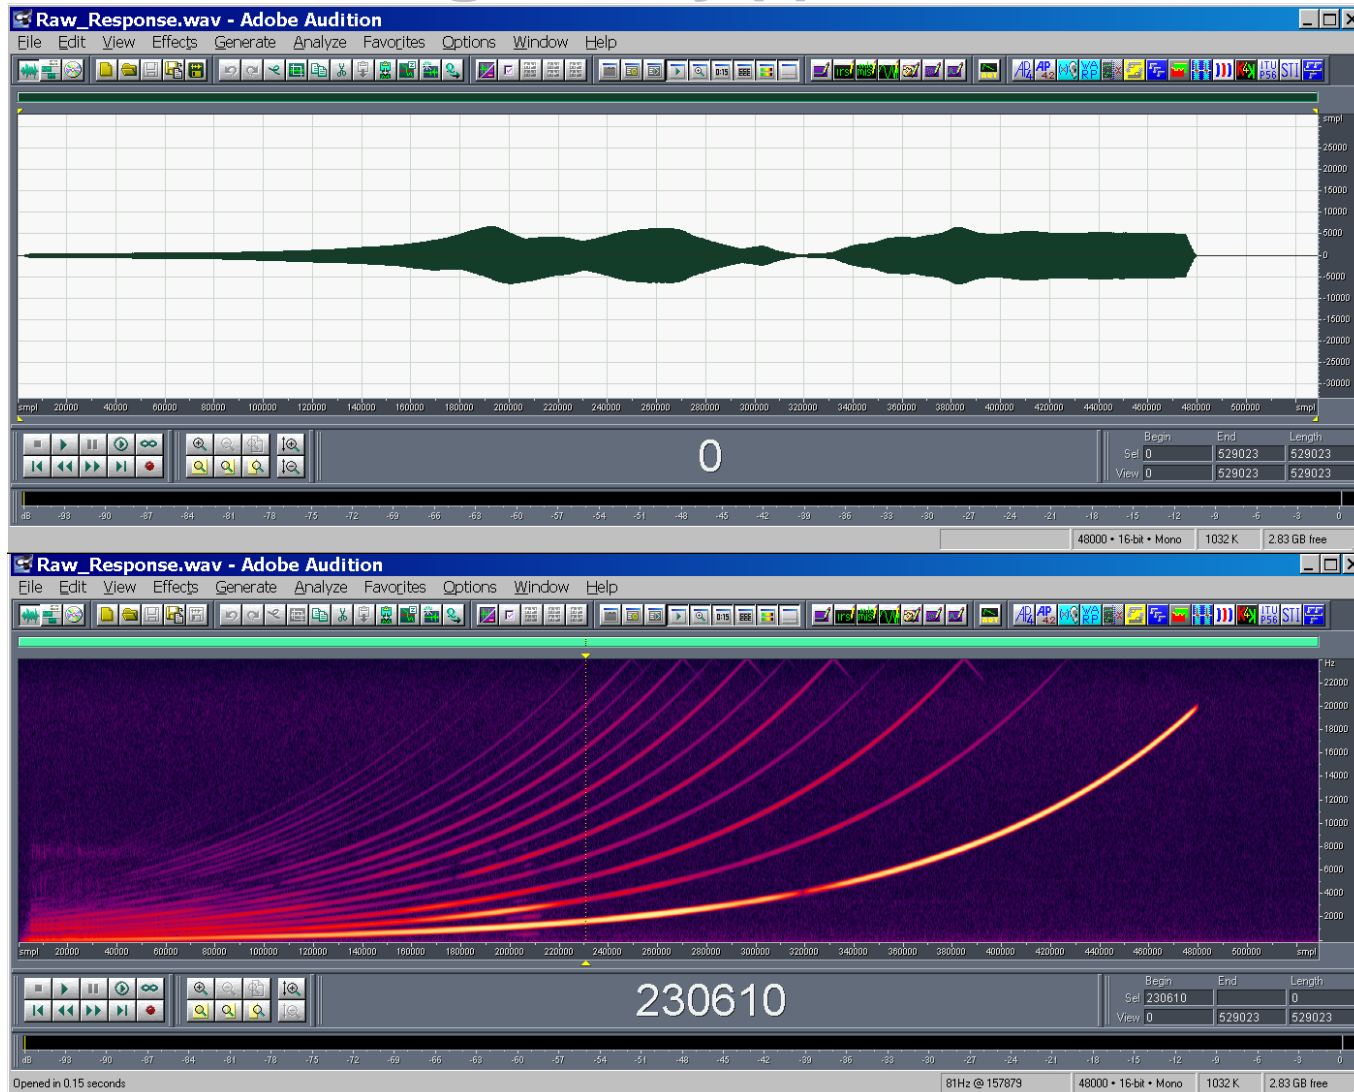 Raw_Response.wav - Adobe Audition
File Edit View Effects Generate Analyze Favorites Options Window Help
smpl
25000
20000
15000
10000
5000
0
-5000
-10000
-15000
-20000
-25000
-30000
smpl 20000 40000 60000 80000 100000 120000 140000 160000 180000 200000 220000 240000 260000 280000 300000 320000 340000 360000 380000 400000 420000 440000 460000 480000 500000 smpl
0
Begin End Length
Sel 0 529023 529023
View 0 529023 529023
dB -93 -90 -87 -84 -81 -78 -75 -72 -69 -66 -63 -60 -57 -54 -51 -48 -45 -42 -39 -36 -33 -30 -27 -24 -21 -18 -15 -12 -9 -6 -3 0
48000 • 16-bit • Mono 1032 K 2.83 GB free
Raw_Response.wav - Adobe Audition
File Edit View Effects Generate Analyze Favorites Options Window Help
Hz
22000
20000
18000
16000
14000
12000
10000
8000
6000
4000
2000
smpl 20000 40000 60000 80000 100000 120000 140000 160000 180000 200000 220000 240000 260000 280000 300000 320000 340000 360000 380000 400000 420000 440000 460000 480000 500000 smpl
230610
Begin End Length
Sel 230610 0
View 0 529023 529023
dB -93 -90 -87 -84 -81 -78 -75 -72 -69 -66 -63 -60 -57 -54 -51 -48 -45 -42 -39 -36 -33 -30 -27 -24 -21 -18 -15 -12 -9 -6 -3 0
Opened in 0.15 seconds 81Hz @ 157879 48000 • 16-bit • Mono 1032 K 2.83 GB free